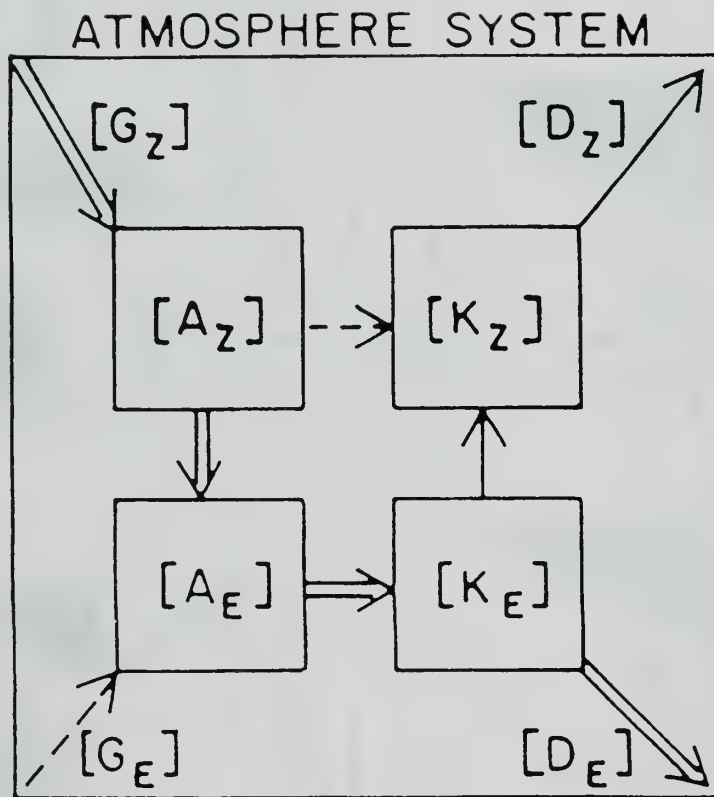 ATMOSPHERE SYSTEM
[G_Z] [D_Z]
[A_Z] [K_Z]
[A_E] [K_E]
[G_E] [D_E]